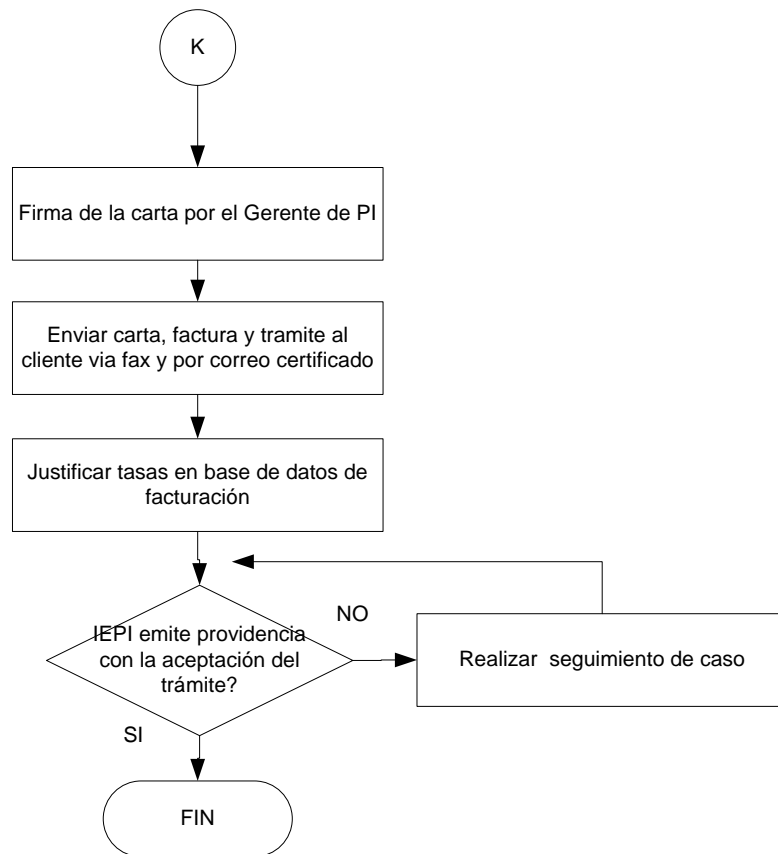 K
Firma de la carta por el Gerente de PI
Enviar carta, factura y tramite al
cliente via fax y por correo certificado
Justificar tasas en base de datos de
facturación
IEPI emite providencia
con la aceptación del
trámite?
NO
Realizar seguimiento de caso
SI
FIN